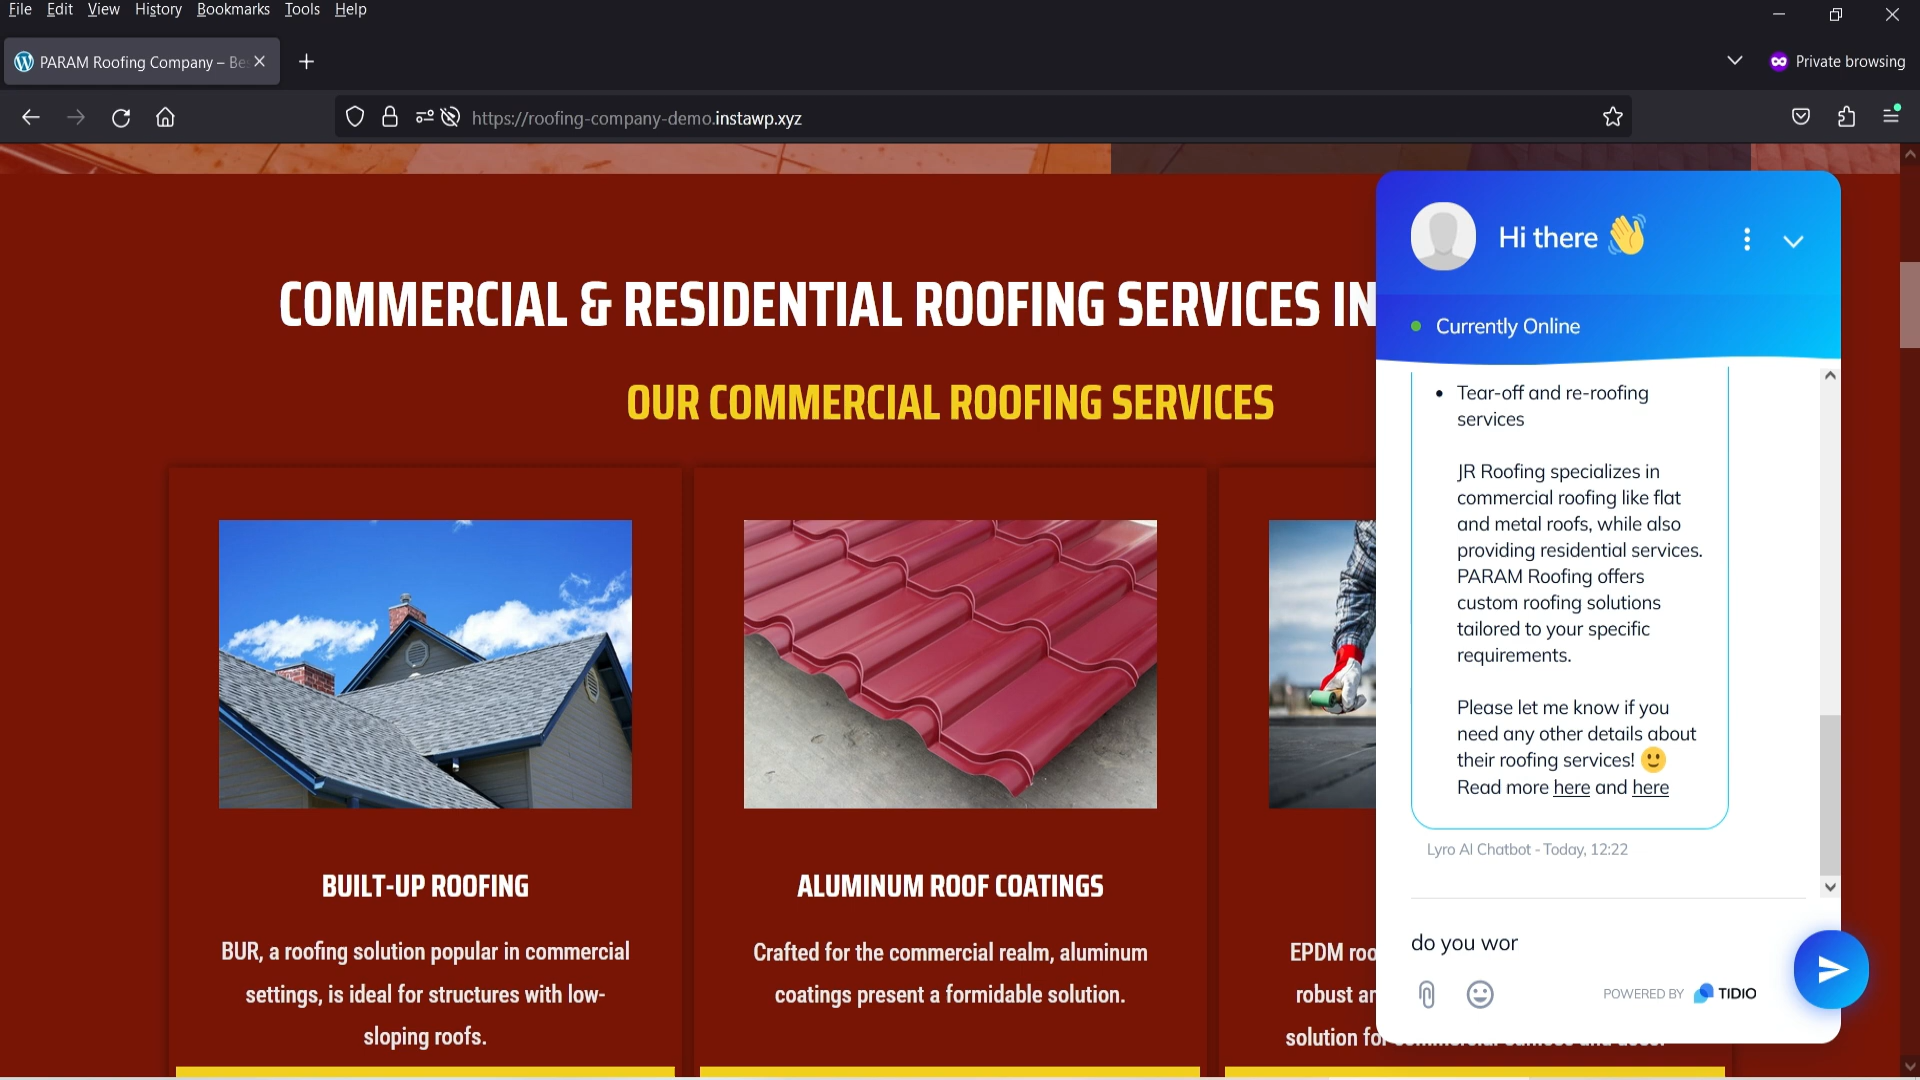 File Edit View History Bookmarks Tools Help
PARAM Roofing Company – Bes
Private browsing
https://roofing-company-demo.instawp.xyz
COMMERCIAL & RESIDENTIAL ROOFING SERVICES IN
OUR COMMERCIAL ROOFING SERVICES
BUILT-UP ROOFING
BUR, a roofing solution popular in commercial
settings, is ideal for structures with low-
sloping roofs.
ALUMINUM ROOF COATINGS
Crafted for the commercial realm, aluminum
coatings present a formidable solution.
EPDM roo
robust ar
solution for
Hi there 👋
Currently Online
• Tear-off and re-roofing
services
JR Roofing specializes in
commercial roofing like flat
and metal roofs, while also
providing residential services.
PARAM Roofing offers
custom roofing solutions
tailored to your specific
requirements.
Please let me know if you
need any other details about
their roofing services! 🙂
Read more here and here
Lyro AI Chatbot - Today, 12:22
do you wor
POWERED BY TIDIO